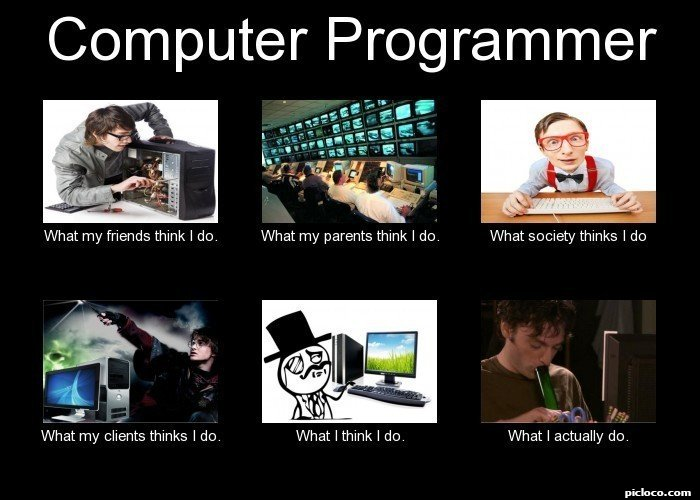 Computer Programmer
What my friends think I do.
What my parents think I do.
What society thinks I do
What my clients thinks I do.
What I think I do.
What I actually do.
picloco.com